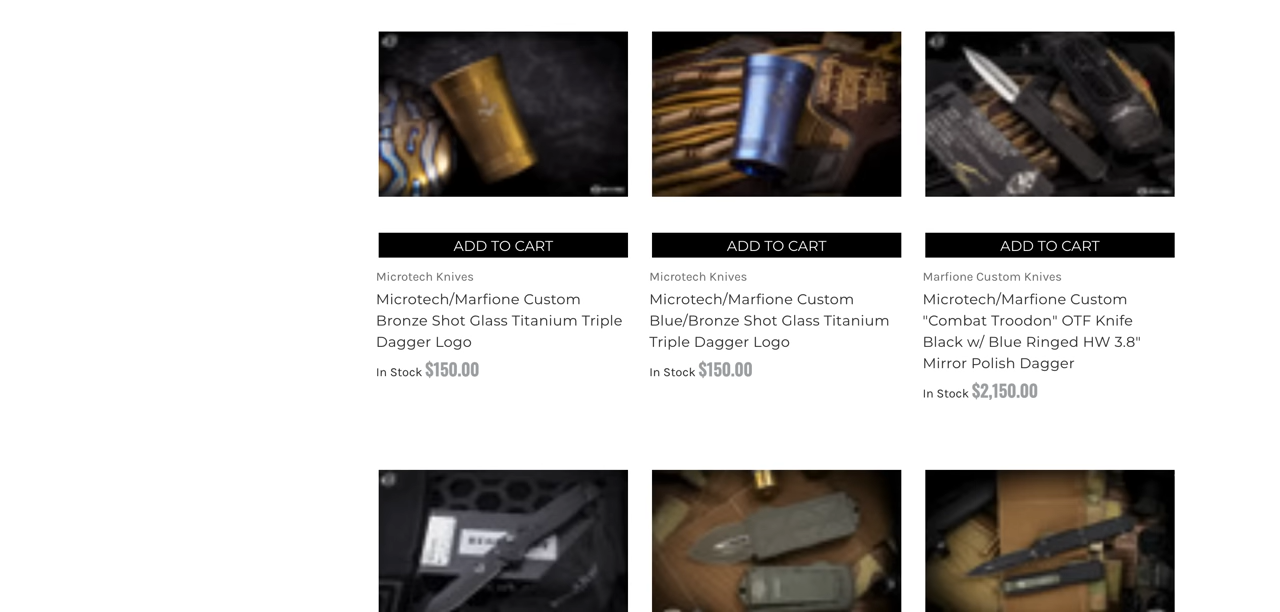 ADD TO CART
ADD TO CART
ADD TO CART
Microtech Knives
Microtech/Marfione Custom
Bronze Shot Glass Titanium Triple
Dagger Logo
In Stock $150.00
Microtech Knives
Microtech/Marfione Custom
Blue/Bronze Shot Glass Titanium
Triple Dagger Logo
In Stock $150.00
Marfione Custom Knives
Microtech/Marfione Custom
"Combat Troodon" OTF Knife
Black w/ Blue Ringed HW 3.8"
Mirror Polish Dagger
In Stock $2,150.00